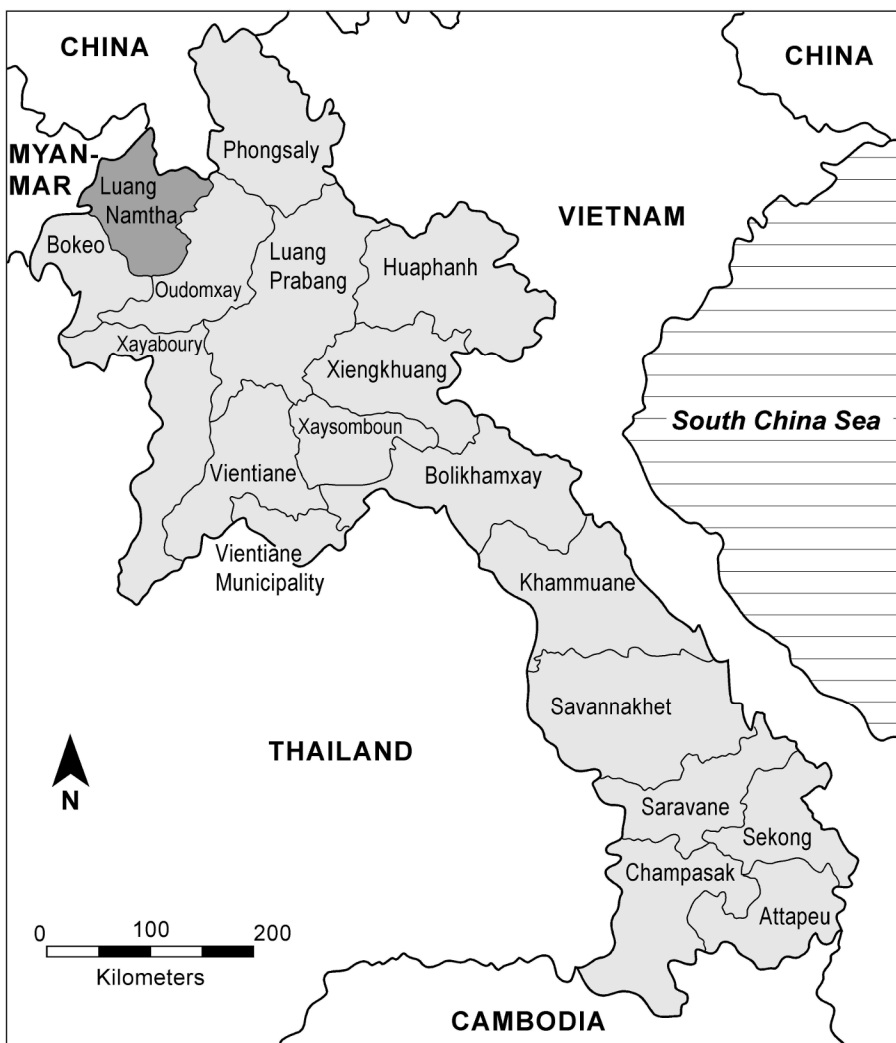 CHINA
CHINA
MYAN-
MAR
Phongsaly
Luang
Namtha
VIETNAM
Bokeo
Luang
Prabang
Huaphanh
Oudomxay
Xayaboury
Xiengkhuang
South China Sea
Xaysomboun
Vientiane
Bolikhamxay
Vientiane
Municipality
Khammuane
Savannakhet
THAILAND
N
Saravane
Sekong
Champasak
Attapeu
0 100 200
Kilometers
CAMBODIA